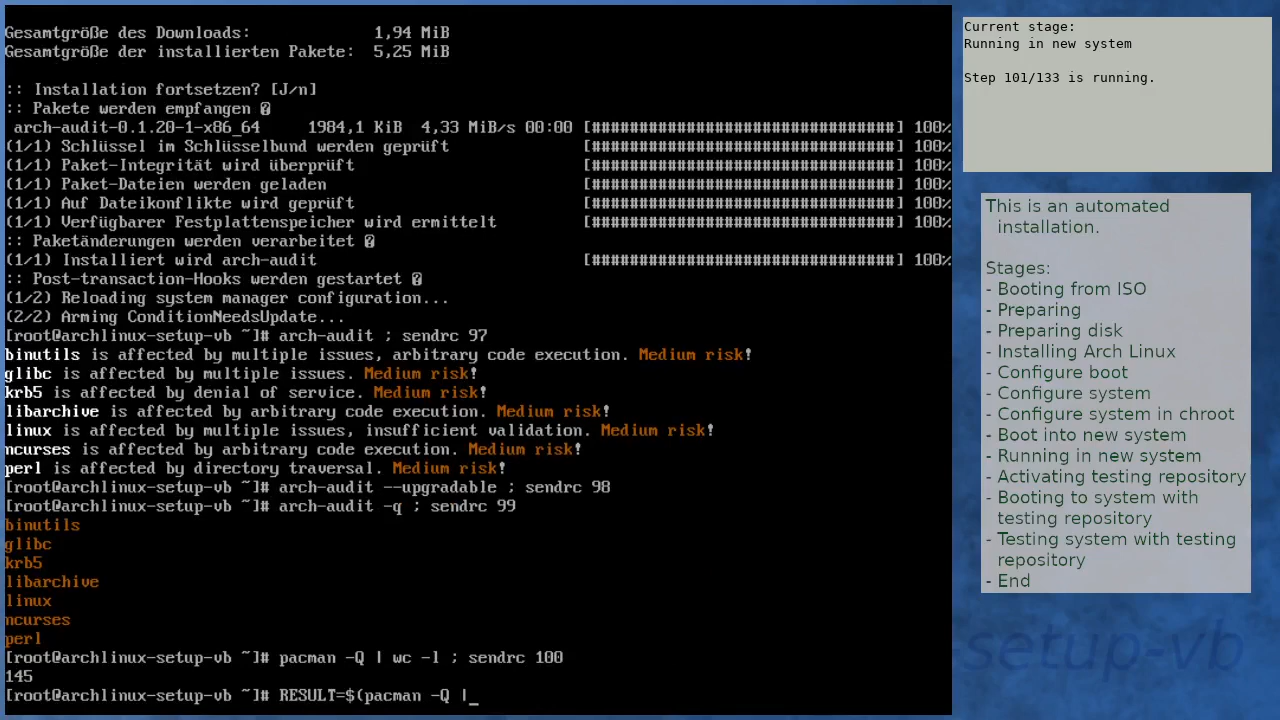 Gesamtgröße des Downloads: 1,94 MiB
Gesamtgröße der installierten Pakete: 5,25 MiB
:: Installation fortsetzen? [J/n]
:: Pakete werden empfangen �
arch-audit-0.1.20-1-x86_64 1984,1 KiB 4,33 MiB/s 00:00 [################################] 100%
(1/1) Schlüssel im Schlüsselbund werden geprüft [################################] 100%
(1/1) Paket-Integrität wird überprüft [################################] 100%
(1/1) Paket-Dateien werden geladen [################################] 100%
(1/1) Auf Dateikonflikte wird geprüft [################################] 100%
(1/1) Verfügbarer Festplattenspeicher wird ermittelt [################################] 100%
:: Paketänderungen werden verarbeitet �
(1/1) Installiert wird arch-audit [################################] 100%
:: Post-transaction-Hooks werden gestartet �
(1/2) Reloading system manager configuration...
(2/2) Arming ConditionNeedsUpdate...
[root@archlinux-setup-vb ~]# arch-audit ; sendrc 97
binutils is affected by multiple issues, arbitrary code execution. Medium risk!
glibc is affected by multiple issues. Medium risk!
krb5 is affected by denial of service. Medium risk!
libarchive is affected by arbitrary code execution. Medium risk!
linux is affected by multiple issues, insufficient validation. Medium risk!
ncurses is affected by arbitrary code execution. Medium risk!
perl is affected by directory traversal. Medium risk!
[root@archlinux-setup-vb ~]# arch-audit --upgradable ; sendrc 98
[root@archlinux-setup-vb ~]# arch-audit -q ; sendrc 99
binutils
glibc
krb5
libarchive
linux
ncurses
perl
[root@archlinux-setup-vb ~]# pacman -Q | wc -l ; sendrc 100
145
[root@archlinux-setup-vb ~]# RESULT=$(pacman -Q |_
Current stage:
Running in new system
Step 101/133 is running.
This is an automated
installation.
Stages:
- Booting from ISO
- Preparing
- Preparing disk
- Installing Arch Linux
- Configure boot
- Configure system
- Configure system in chroot
- Boot into new system
- Running in new system
- Activating testing repository
- Booting to system with
testing repository
- Testing system with testing
repository
- End
-setup-vb